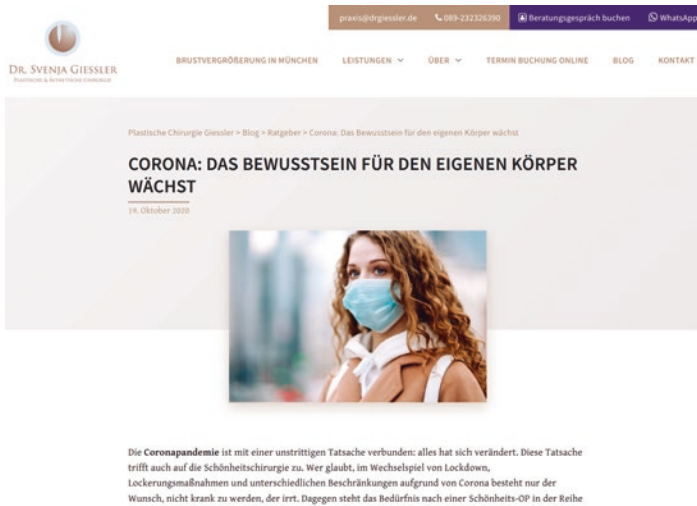 praxis@drgiessler.de 089-232326390 Beratungsgespräch buchen WhatsApp
DR. SVENJA GIESSLER
PLASTISCHE & ÄSTHETISCHE CHIRURGIE
BRUSTVERGRÖßERUNG IN MÜNCHEN LEISTUNGEN ÜBER TERMIN BUCHUNG ONLINE BLOG KONTAKT
Plastische Chirurgie Giessler > Blog > Ratgeber > Corona: Das Bewusstsein für den eigenen Körper wächst
CORONA: DAS BEWUSSTSEIN FÜR DEN EIGENEN KÖRPER
WÄCHST
19. Oktober 2020
Die Coronapandemie ist mit einer unstrittigen Tatsache verbunden: alles hat sich verändert. Diese Tatsache
trifft auch auf die Schönheitschirurgie zu. Wer glaubt, im Wechselspiel von Lockdown,
Lockerungsmaßnahmen und unterschiedlichen Beschränkungen aufgrund von Corona besteht nur der
Wunsch, nicht krank zu werden, der irrt. Dagegen steht das Bedürfnis nach einer Schönheits-OP in der Reihe